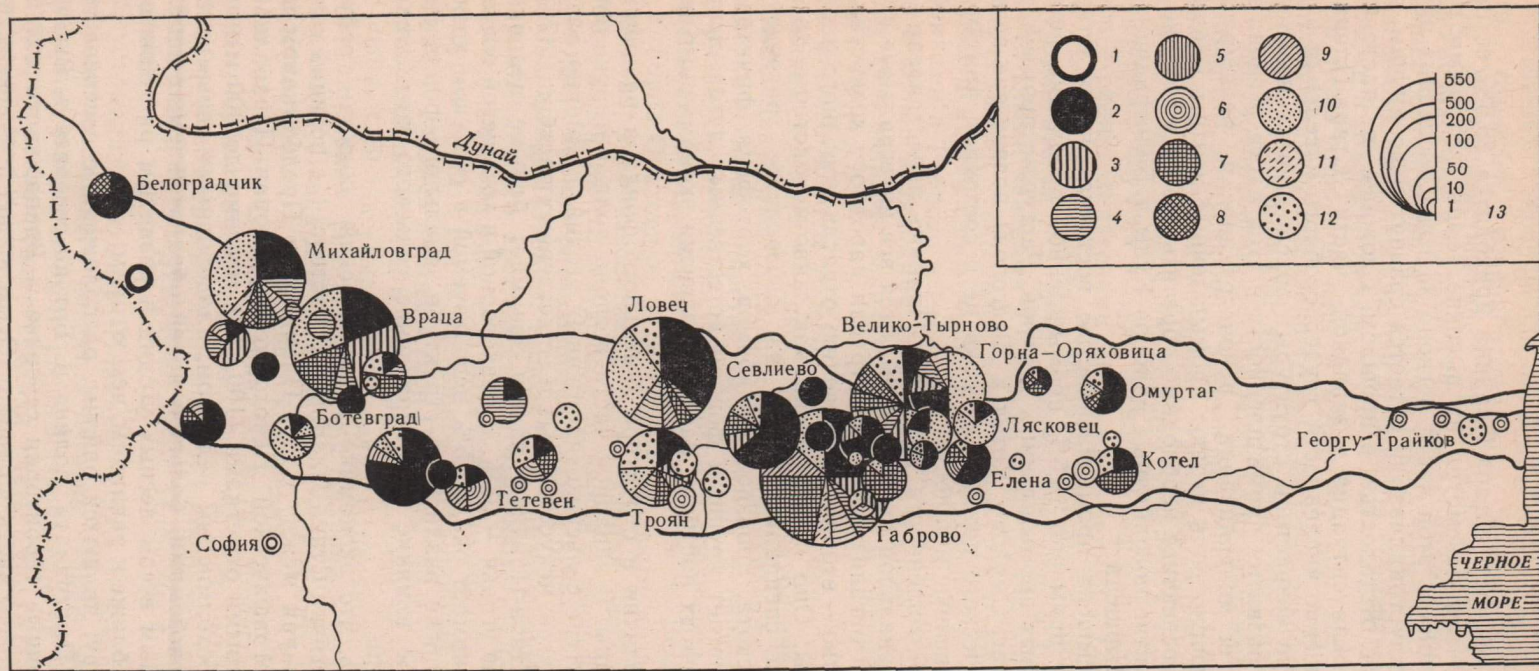 1
2
3
4
5
6
7
8
9
10
11
12
550
500
200
100
50
10
1
13
Дунай
Белоградчик
Михайловград
Враца
Ловеч
Велико-Тырново
Горна-Оряховица
Севлиево
Омуртаг
Ботевград
Лясковец
Георгу-Трайков
Котел
Елена
Тетевен
Троян
Габрово
София
ЧЕРНОЕ
МОРЕ